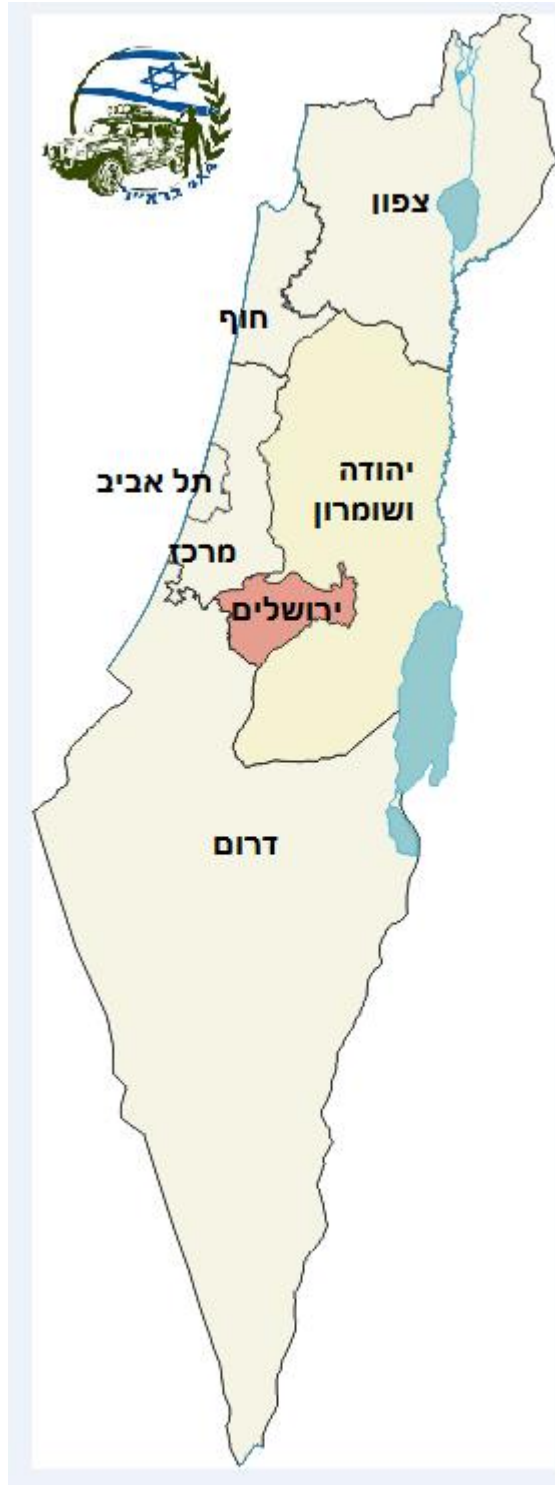 צפון
חוף
יהודה
ושומרון
תל אביב
מרכז
ירושלים
דרום